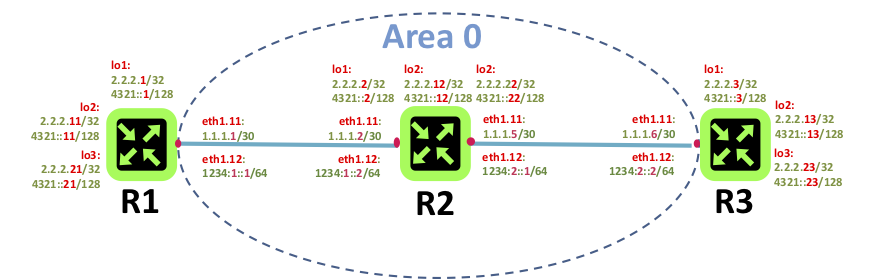 Area 0
lo1:
2.2.2.1/32
4321::1/128
lo2:
2.2.2.11/32
4321::11/128
lo3:
2.2.2.21/32
4321::21/128
R1
eth1.11:
1.1.1.1/30
eth1.12:
1234:1::1/64
lo1:
2.2.2.2/32
4321::2/128
lo2:
2.2.2.12/32
4321::12/128
lo2:
2.2.2.22/32
4321::22/128
eth1.11:
1.1.1.2/30
eth1.12:
1234:1::2/64
R2
eth1.11:
1.1.1.5/30
eth1.12:
1234:2::1/64
eth1.11:
1.1.1.6/30
eth1.12:
1234:2::2/64
lo1:
2.2.2.3/32
4321::3/128
lo2:
2.2.2.13/32
4321::13/128
lo3:
2.2.2.23/32
4321::23/128
R3